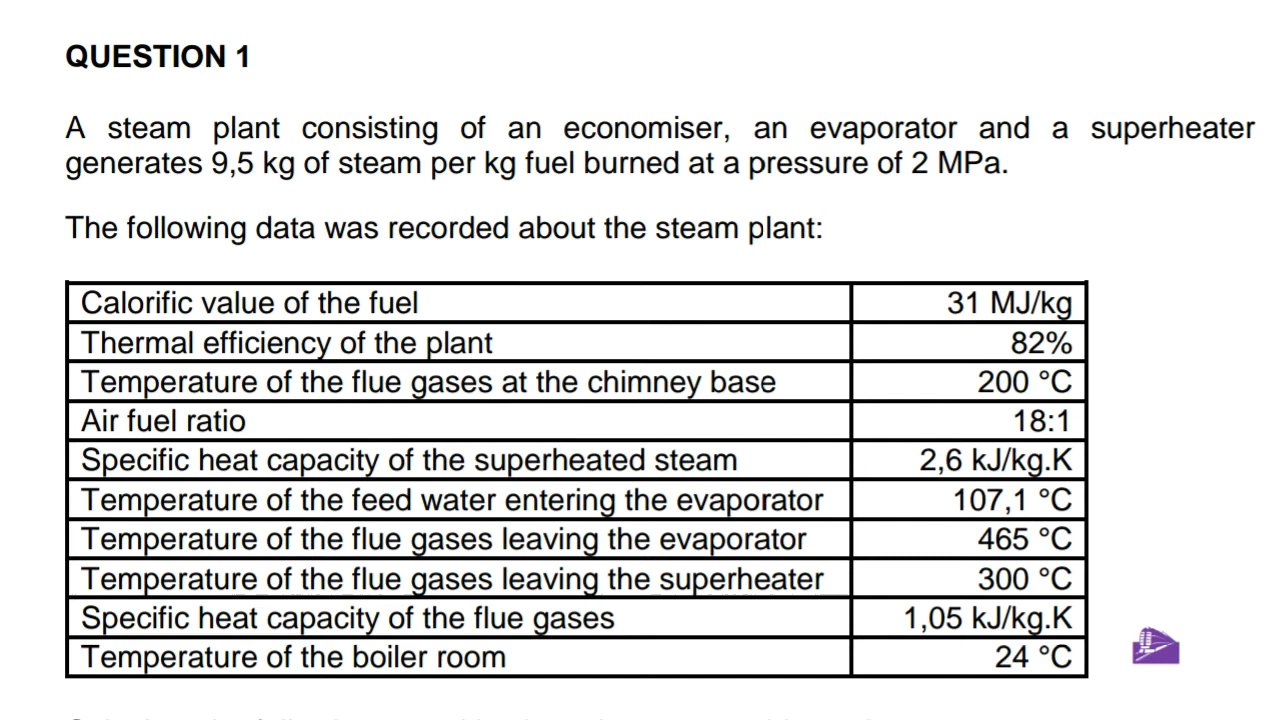 QUESTION 1
A steam plant consisting of an economiser, an evaporator and a superheater
generates 9,5 kg of steam per kg fuel burned at a pressure of 2 MPa.
The following data was recorded about the steam plant:
Calorific value of the fuel 31 MJ/kg
Thermal efficiency of the plant 82%
Temperature of the flue gases at the chimney base 200 °C
Air fuel ratio 18:1
Specific heat capacity of the superheated steam 2,6 kJ/kg.K
Temperature of the feed water entering the evaporator 107,1 °C
Temperature of the flue gases leaving the evaporator 465 °C
Temperature of the flue gases leaving the superheater 300 °C
Specific heat capacity of the flue gases 1,05 kJ/kg.K
Temperature of the boiler room 24 °C